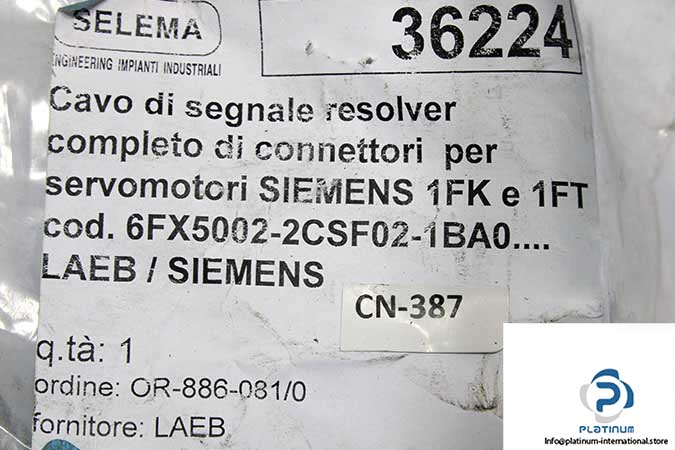 SELEMA
ENGINEERING IMPIANTI INDUSTRIALI
36224
Cavo di segnale resolver
completo di connettori per
servomotori SIEMENS 1FK e 1FT
cod. 6FX5002-2CSF02-1BA0....
LAEB / SIEMENS
CN-387
q.tà: 1
ordine: OR-886-081/0
fornitore: LAEB
PLATINUM
Info@platinum-international.store